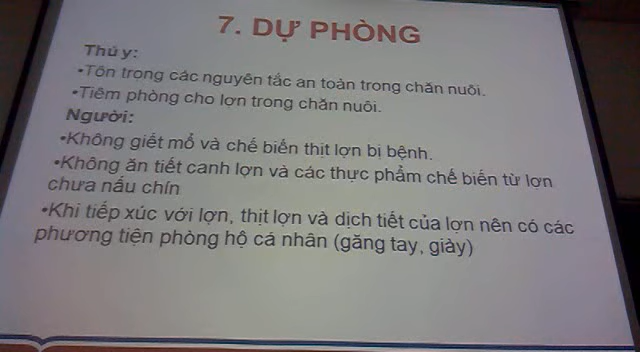 7. DỰ PHÒNG
Thú y:
•Tôn trọng các nguyên tắc an toàn trong chăn nuôi.
•Tiêm phòng cho lợn trong chăn nuôi.
Người:
•Không giết mổ và chế biến thịt lợn bị bệnh.
•Không ăn tiết canh lợn và các thực phẩm chế biến từ lợn
chưa nấu chín
•Khi tiếp xúc với lợn, thịt lợn và dịch tiết của lợn nên có các
phương tiện phòng hộ cá nhân (găng tay, giày)